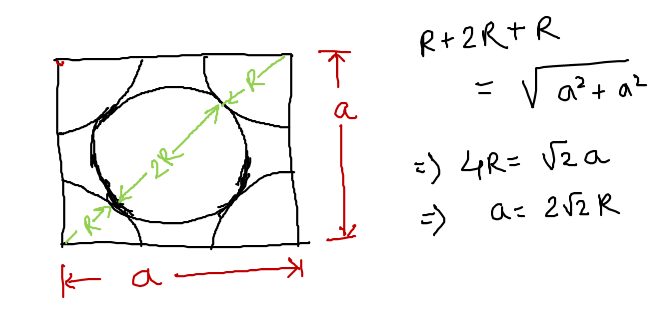 R + 2R + R
= √a² + a²
⇒ 4R = √2 a
⇒ a = 2√2 R
R
2R
R
a
a